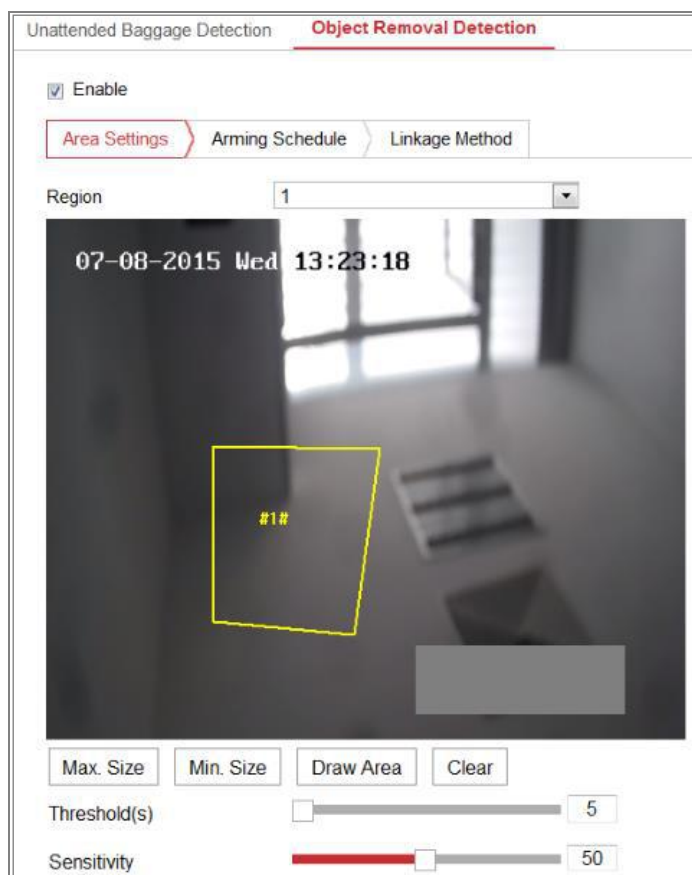 Unattended Baggage Detection Object Removal Detection
Enable
Area Settings Arming Schedule Linkage Method
Region 1
07-08-2015 Wed 13:23:18
#1#
Max. Size Min. Size Draw Area Clear
Threshold(s) 5
Sensitivity 50